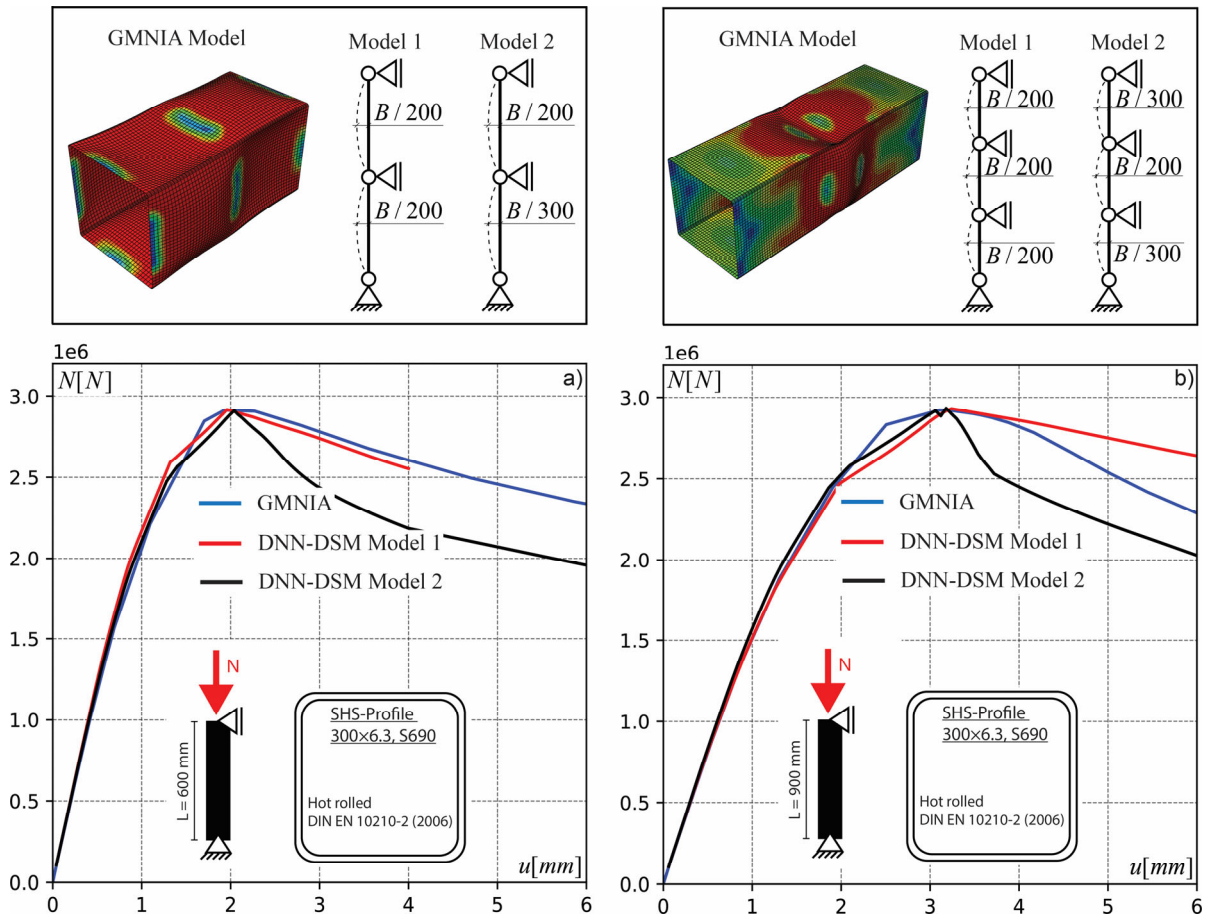 GMNIA Model
Model 1
Model 2
B / 200
B / 200
B / 200
B / 300
GMNIA Model
Model 1
Model 2
B / 200
B / 300
B / 200
B / 200
B / 200
B / 300
1e6
N[N]
a)
3.0
2.5
2.0
1.5
1.0
0.5
0.0
GMNIA
DNN-DSM Model 1
DNN-DSM Model 2
N
L = 600 mm
SHS-Profile
300×6.3, S690
Hot rolled
DIN EN 10210-2 (2006)
u[mm]
0 1 2 3 4 5 6
1e6
N[N]
b)
3.0
2.5
2.0
1.5
1.0
0.5
0.0
GMNIA
DNN-DSM Model 1
DNN-DSM Model 2
N
L = 900 mm
SHS-Profile
300×6.3, S690
Hot rolled
DIN EN 10210-2 (2006)
u[mm]
0 1 2 3 4 5 6